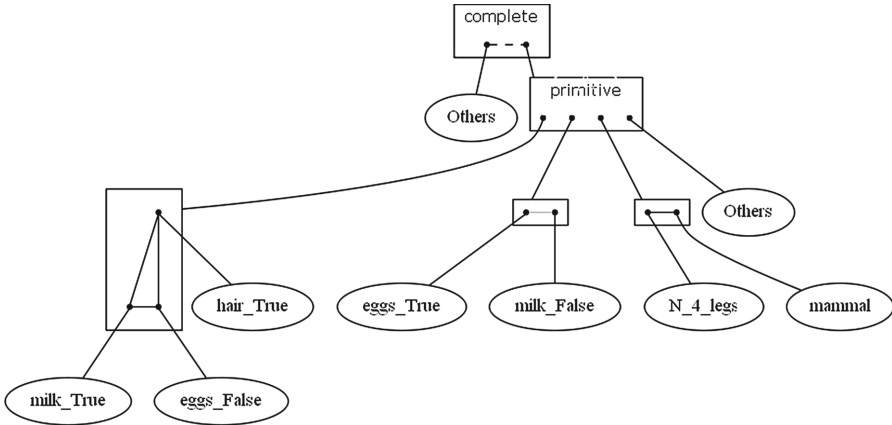 complete
Others
primitive
Others
hair_True
eggs_True
milk_False
N_4_legs
mammal
milk_True
eggs_False